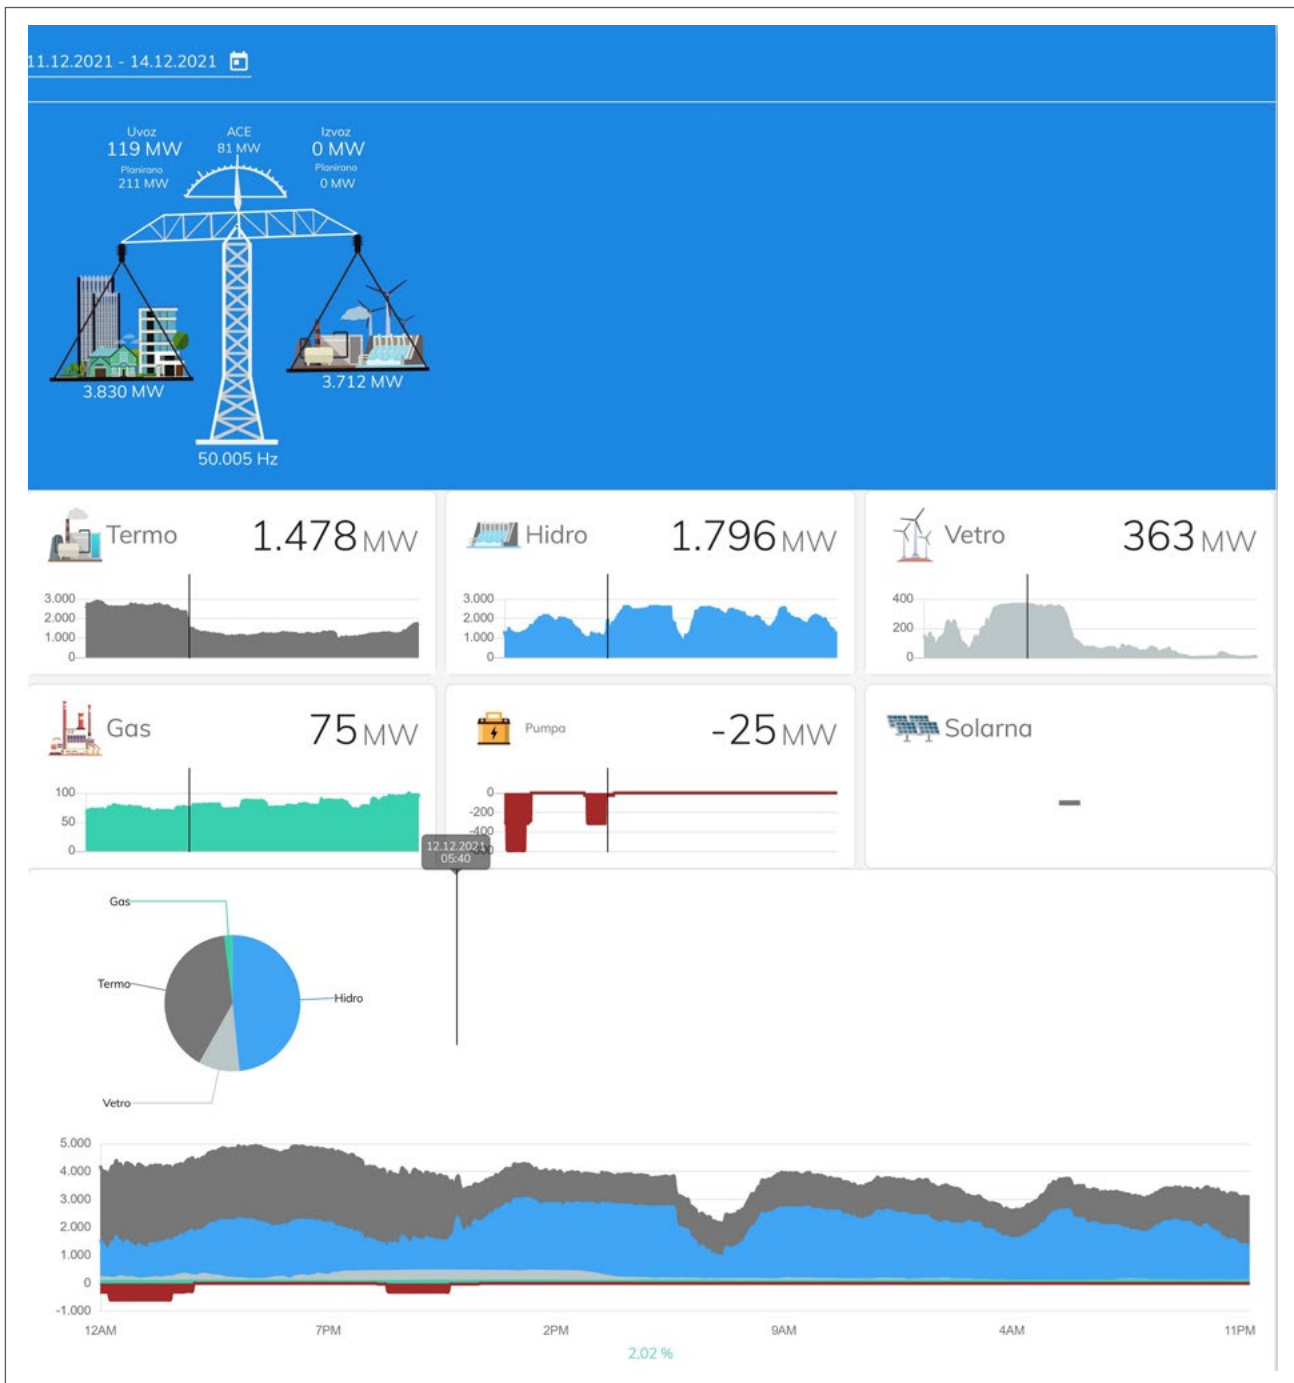 11.12.2021 - 14.12.2021
Uvoz ACE Izvoz
119 MW 81 MW 0 MW
Planirano Planirano
211 MW 0 MW
3.830 MW 3.712 MW
50.005 Hz
Termo 1.478 MW
3.000
2.000
1.000
0
Hidro 1.796 MW
3.000
2.000
1.000
0
Vetro 363 MW
400
200
0
Gas 75 MW
100
50
0
Pumpa -25 MW
0
-200
-400
Solarna
–
12.12.2021
05:40
Gas
Termo
Hidro
Vetro
5.000
4.000
3.000
2.000
1.000
0
-1.000
12AM 7PM 2PM 9AM 4AM 11PM
2,02 %